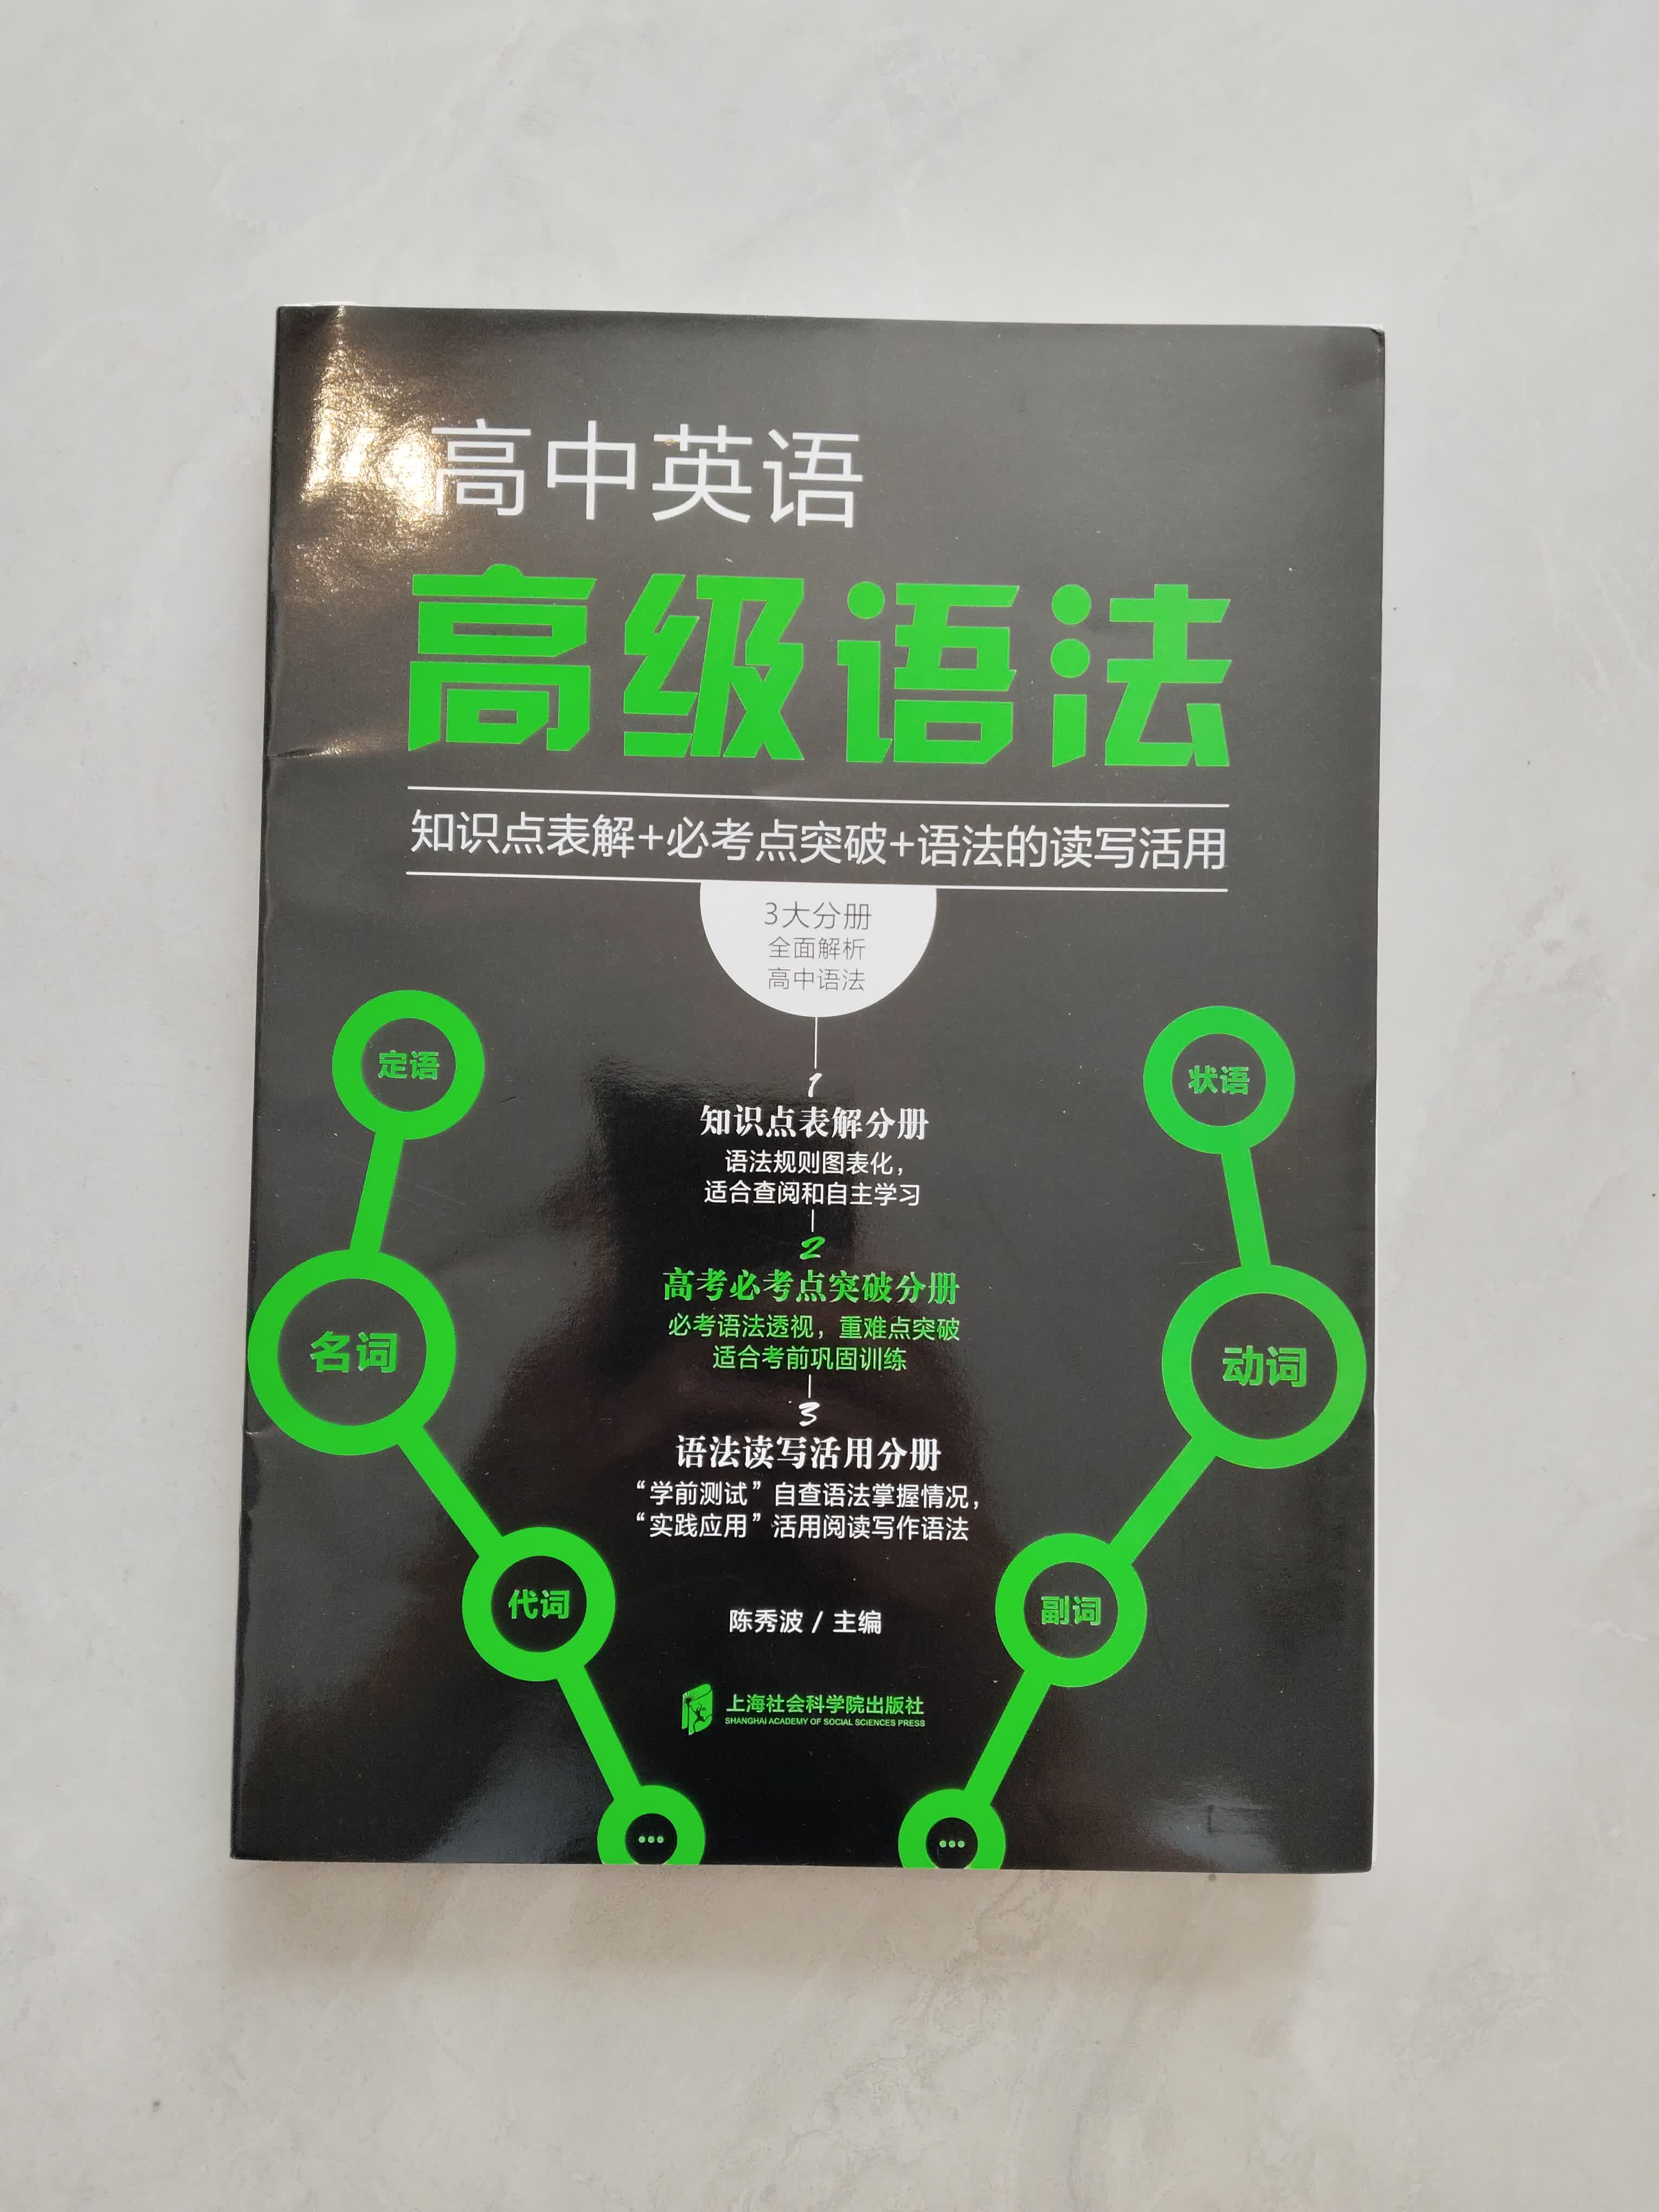 高中英语
高级语法
知识点表解+必考点突破+语法的读写活用
3大分册
全面解析
高中语法
定语
状语
1
知识点表解分册
语法规则图表化，
适合查阅和自主学习
2
高考必考点突破分册
必考语法透视，重难点突破
适合考前巩固训练
名词
动词
3
语法读写活用分册
“学前测试”自查语法掌握情况，
“实践应用”活用阅读写作语法
代词
副词
陈秀波 / 主编
上海社会科学院出版社
SHANGHAI ACADEMY OF SOCIAL SCIENCES PRESS
...
...